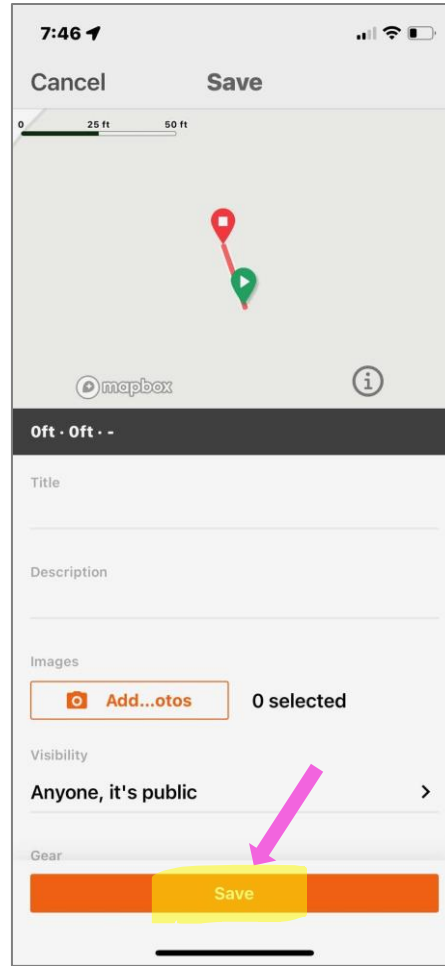 7:46
Cancel Save
0 25 ft 50 ft
mapbox
0ft · 0ft · -
Title
Description
Images
Add...otos 0 selected
Visibility
Anyone, it's public
Gear
Save